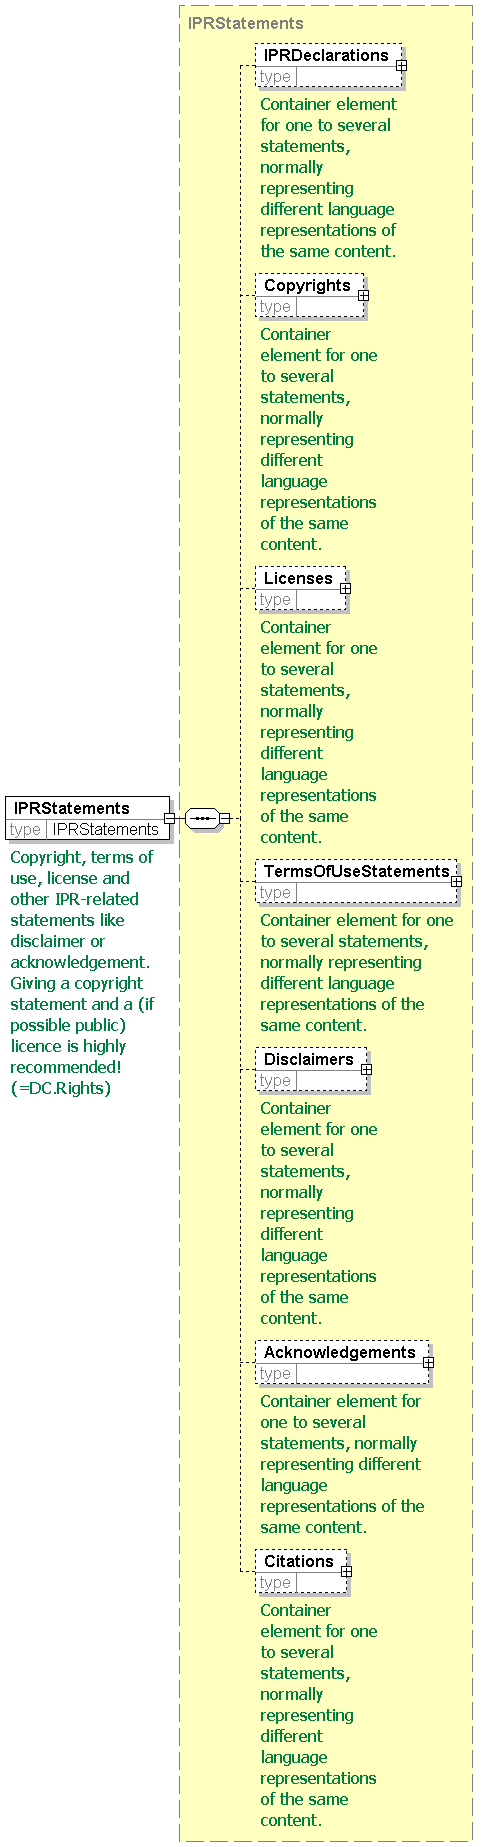 IPRStatements
IPRDeclarations
type
Container element
for one to several
statements,
normally
representing
different language
representations of
the same content.
Copyrights
type
Container
element for one
to several
statements,
normally
representing
different
language
representations
of the same
content.
Licenses
type
Container
element for one
to several
statements,
normally
representing
different
language
representations
of the same
content.
IPRStatements
type IPRStatements
Copyright, terms of
use, license and
other IPR-related
statements like
disclaimer or
acknowledgement.
Giving a copyright
statement and a (if
possible public)
licence is highly
recommended!
(=DC.Rights)
TermsOfUseStatements
type
Container element for one
to several statements,
normally representing
different language
representations of the
same content.
Disclaimers
type
Container
element for one
to several
statements,
normally
representing
different
language
representations
of the same
content.
Acknowledgements
type
Container element for
one to several
statements, normally
representing different
language
representations of the
same content.
Citations
type
Container
element for one
to several
statements,
normally
representing
different
language
representations
of the same
content.